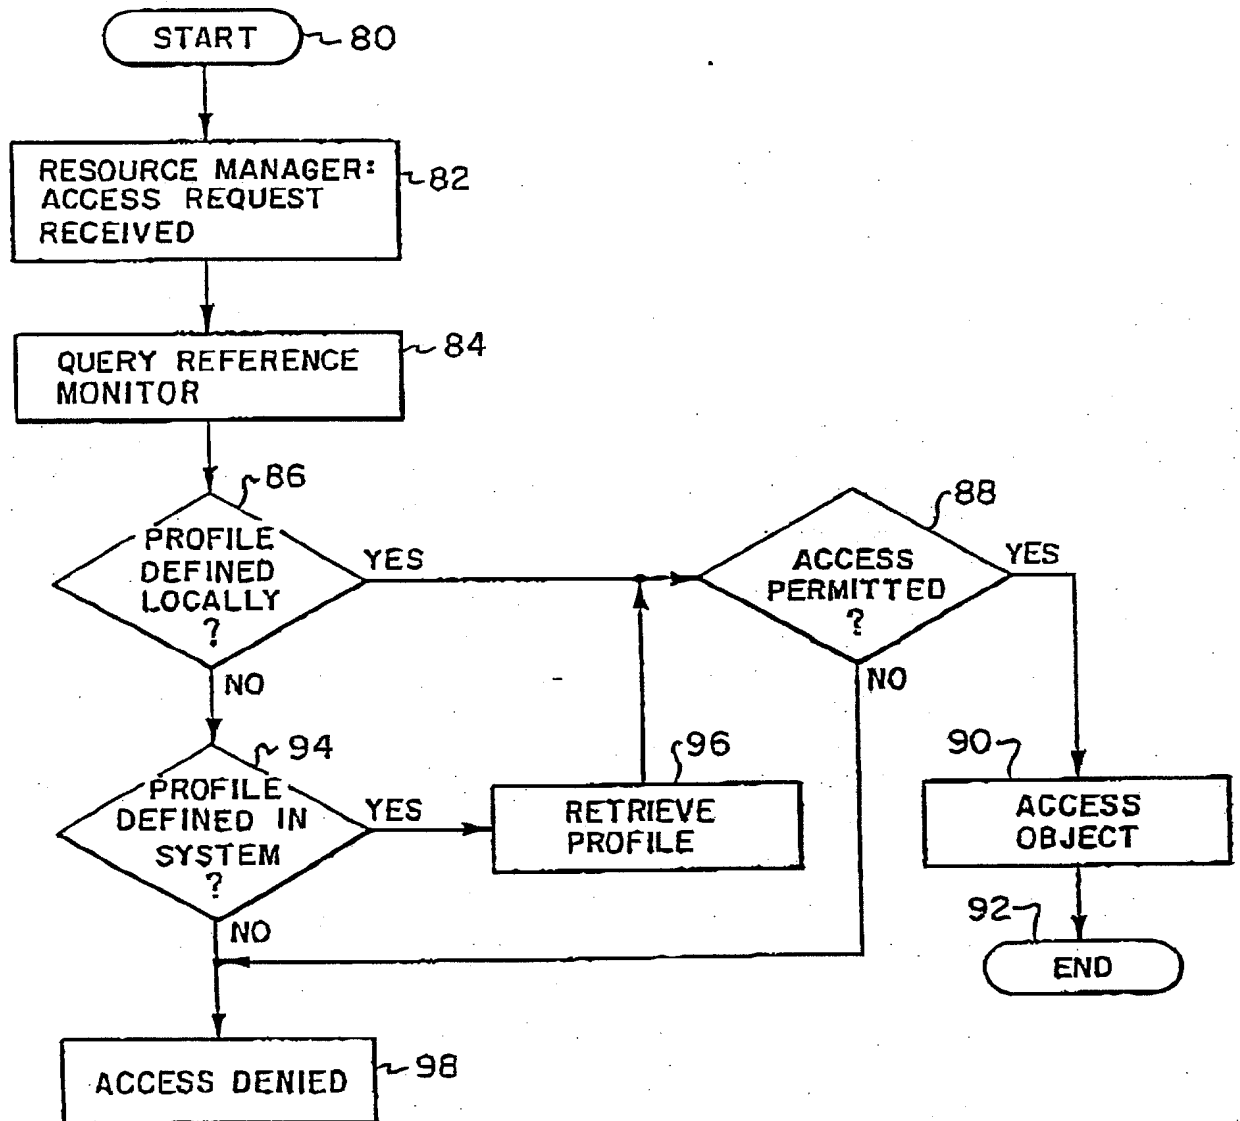 START
80
RESOURCE MANAGER:
ACCESS REQUEST
RECEIVED
82
QUERY REFERENCE
MONITOR
84
86
PROFILE
DEFINED
LOCALLY
?
YES
NO
88
ACCESS
PERMITTED
?
YES
NO
94
PROFILE
DEFINED IN
SYSTEM
?
YES
NO
96
RETRIEVE
PROFILE
90
ACCESS
OBJECT
92
END
ACCESS DENIED
98